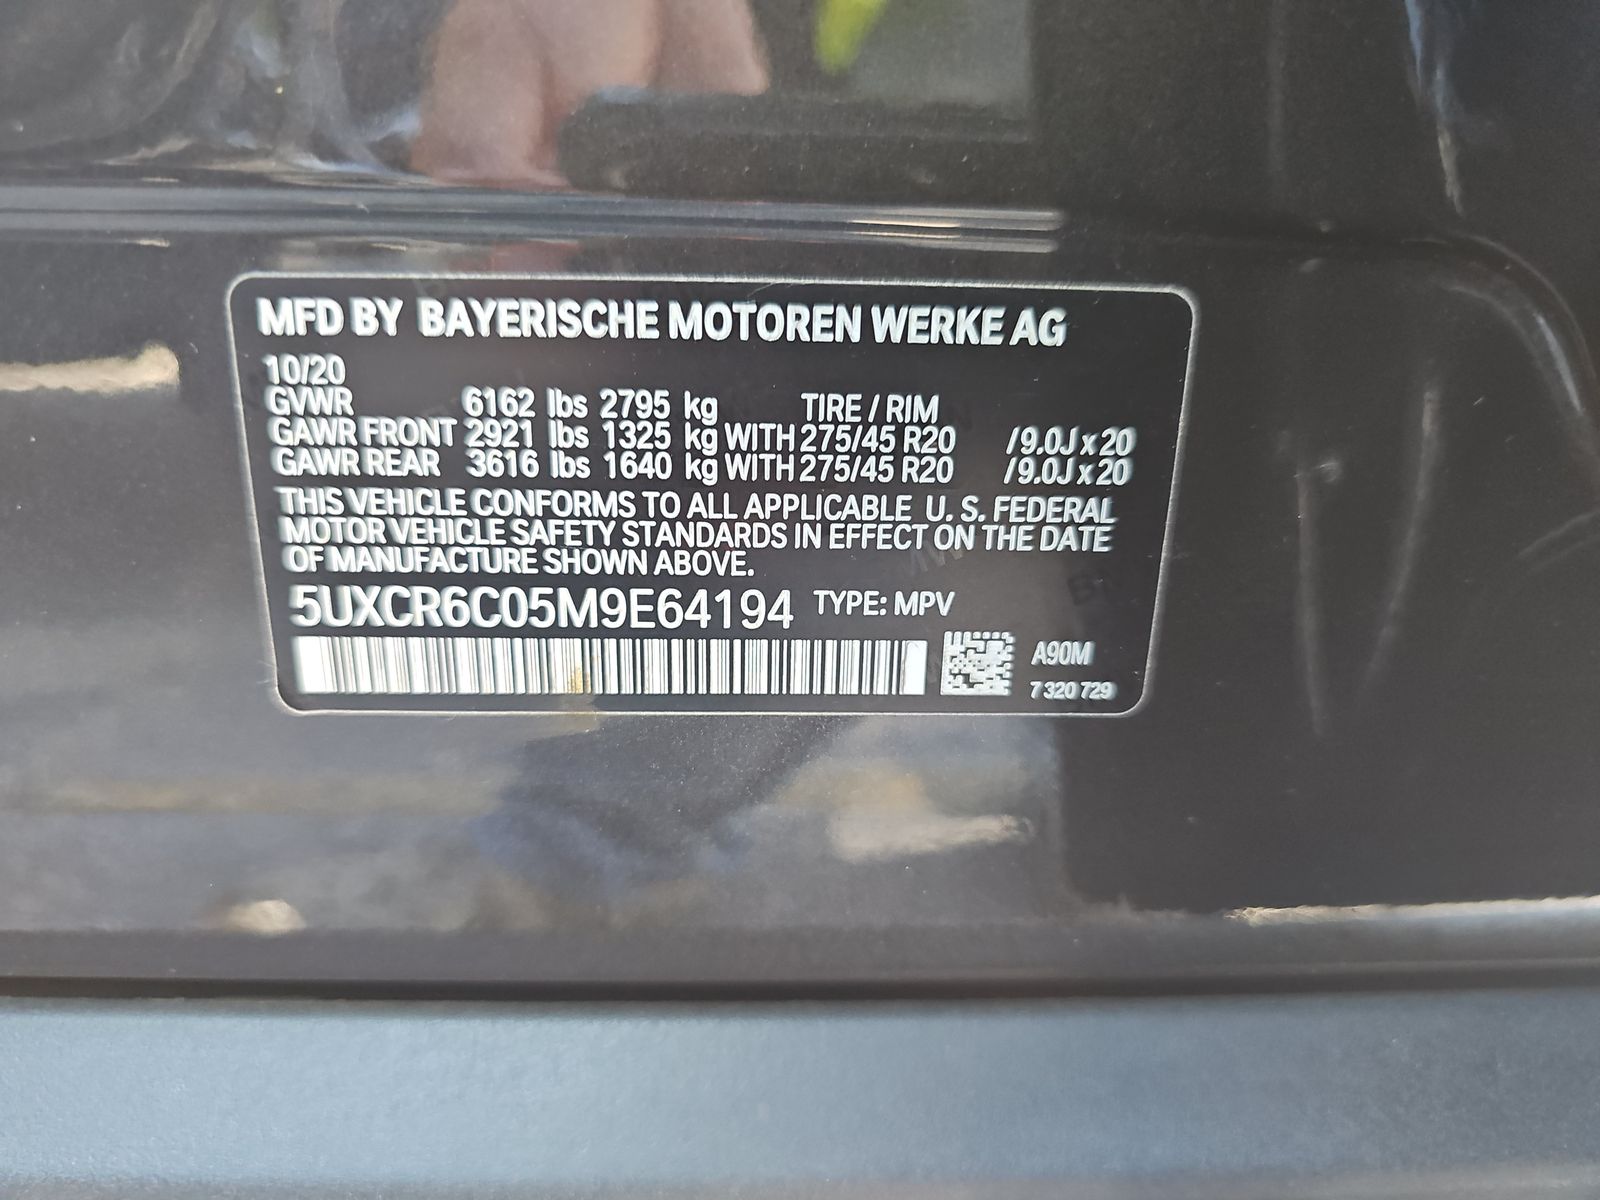 MFD BY BAYERISCHE MOTOREN WERKE AG
10/20
GVWR 6162 lbs 2795 kg TIRE / RIM
GAWR FRONT 2921 lbs 1325 kg WITH 275/45 R20 /9.0J x 20
GAWR REAR 3616 lbs 1640 kg WITH 275/45 R20 /9.0J x 20
THIS VEHICLE CONFORMS TO ALL APPLICABLE U. S. FEDERAL
MOTOR VEHICLE SAFETY STANDARDS IN EFFECT ON THE DATE
OF MANUFACTURE SHOWN ABOVE.
5UXCR6C05M9E64194 TYPE: MPV
A90M
7 320 729